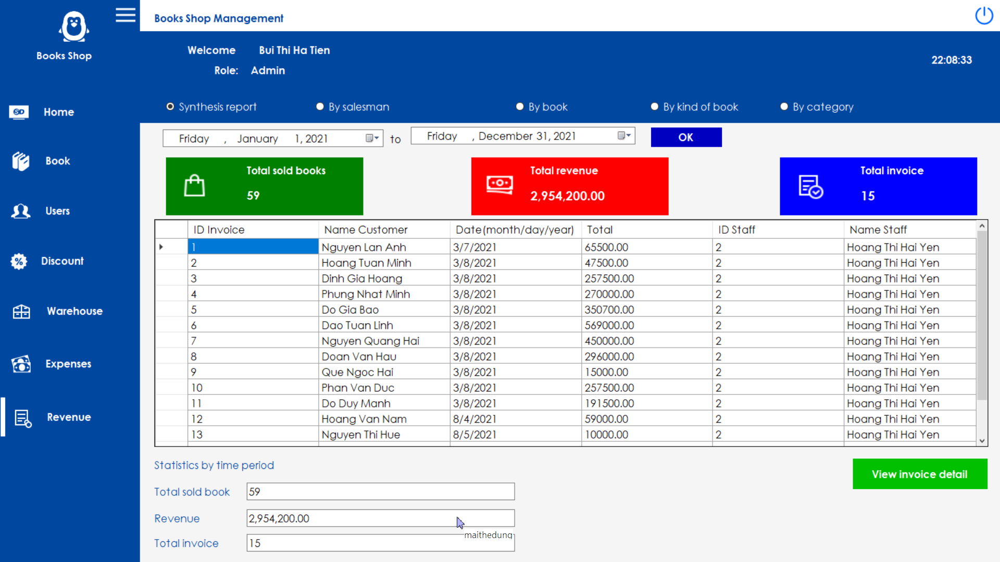 Books Shop Management
Books Shop
Welcome Bui Thi Ha Tien
Role: Admin
22:08:33
Home
Book
Users
Discount
Warehouse
Expenses
Revenue
Synthesis report By salesman By book By kind of book By category
Friday , January 1, 2021 to Friday , December 31, 2021 OK
Total sold books
59
Total revenue
2,954,200.00
Total invoice
15
ID Invoice Name Customer Date(month/day/year) Total ID Staff Name Staff
1 Nguyen Lan Anh 3/7/2021 65500.00 2 Hoang Thi Hai Yen
2 Hoang Tuan Minh 3/8/2021 47500.00 2 Hoang Thi Hai Yen
3 Dinh Gia Hoang 3/8/2021 257500.00 2 Hoang Thi Hai Yen
4 Phung Nhat Minh 3/8/2021 270000.00 2 Hoang Thi Hai Yen
5 Do Gia Bao 3/8/2021 350700.00 2 Hoang Thi Hai Yen
6 Dao Tuan Linh 3/8/2021 569000.00 2 Hoang Thi Hai Yen
7 Nguyen Quang Hai 3/8/2021 450000.00 2 Hoang Thi Hai Yen
8 Doan Van Hau 3/8/2021 296000.00 2 Hoang Thi Hai Yen
9 Que Ngoc Hai 3/8/2021 15000.00 2 Hoang Thi Hai Yen
10 Phan Van Duc 3/8/2021 257500.00 2 Hoang Thi Hai Yen
11 Do Duy Manh 3/8/2021 191500.00 2 Hoang Thi Hai Yen
12 Hoang Van Nam 8/4/2021 59000.00 2 Hoang Thi Hai Yen
13 Nguyen Thi Hue 8/5/2021 10000.00 2 Hoang Thi Hai Yen
Statistics by time period
View invoice detail
Total sold book 59
Revenue 2,954,200.00
maithedung
Total invoice 15